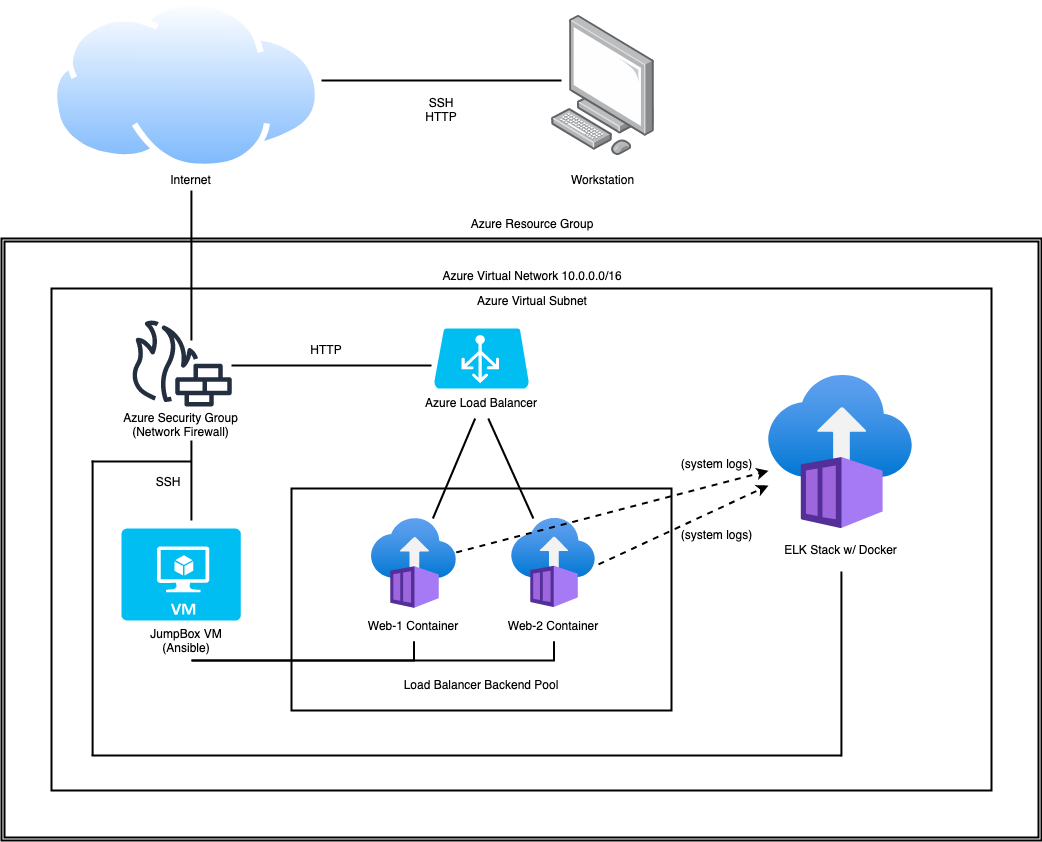 SSH
HTTP
Internet
Workstation
Azure Resource Group
Azure Virtual Network 10.0.0.0/16
Azure Virtual Subnet
HTTP
Azure Load Balancer
Azure Security Group
(Network Firewall)
(system logs)
SSH
(system logs)
ELK Stack w/ Docker
VM
Web-1 Container
Web-2 Container
JumpBox VM
(Ansible)
Load Balancer Backend Pool